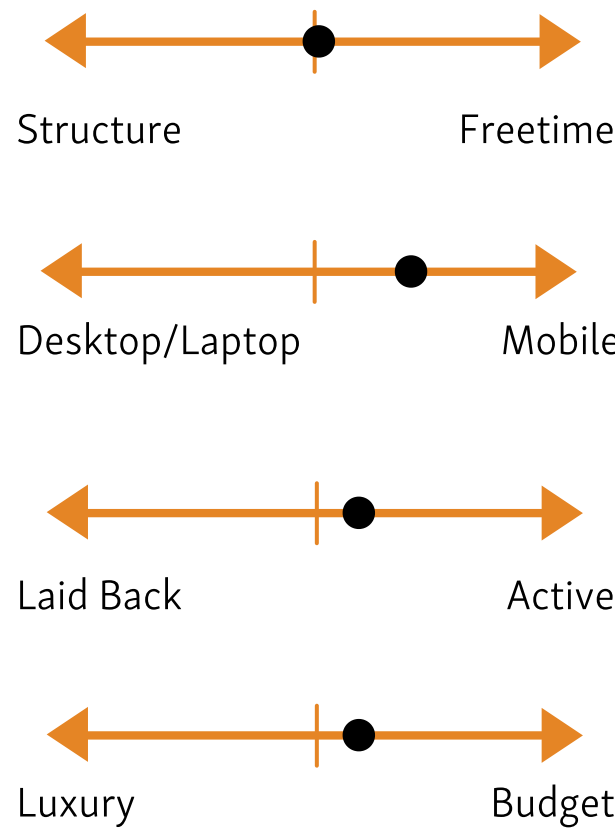 Structure Freetime
Desktop/Laptop Mobile
Laid Back Active
Luxury Budget